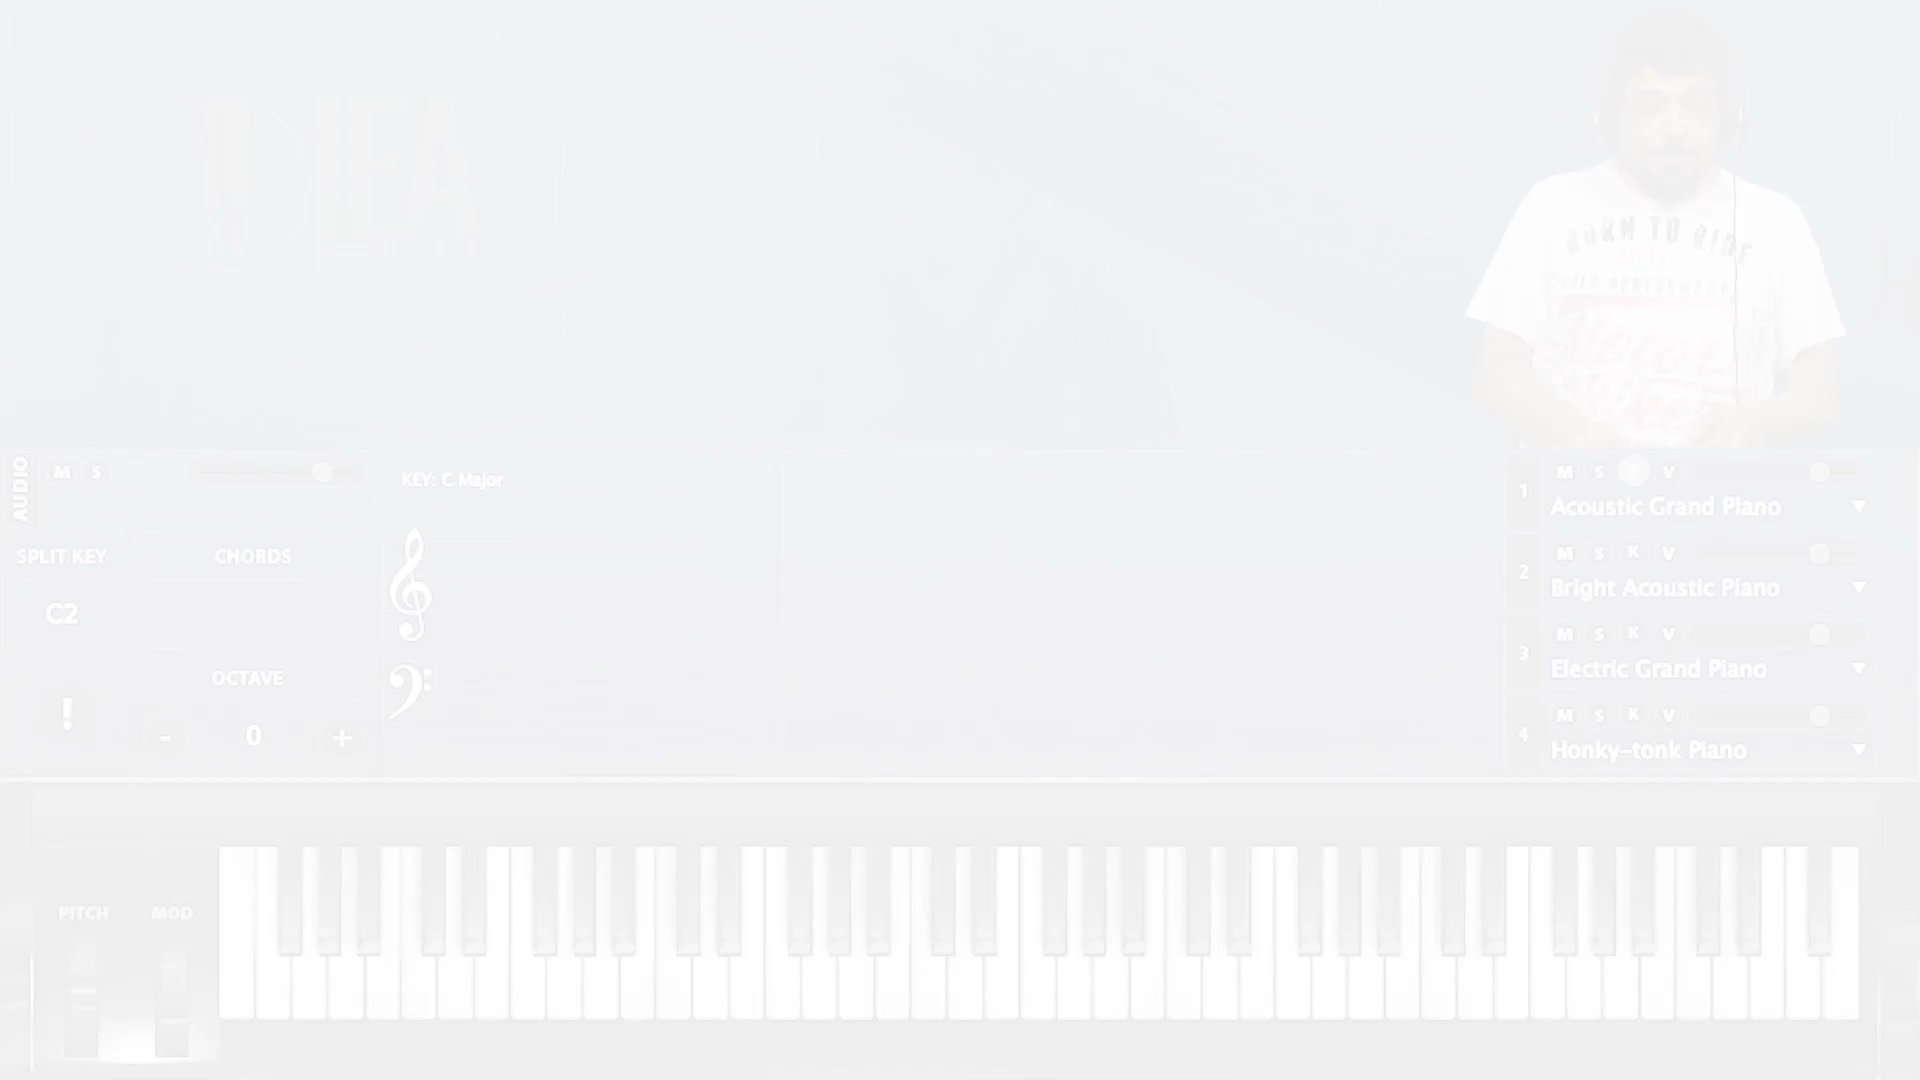 BORN TO RIDE
AUDIO
M S
KEY: C Major
SPLIT KEY
CHORDS
C2
OCTAVE
!
- 0 +
1
M S V
Acoustic Grand Piano
2
M S K V
Bright Acoustic Piano
3
M S K V
Electric Grand Piano
4
M S K V
Honky-tonk Piano
PITCH MOD